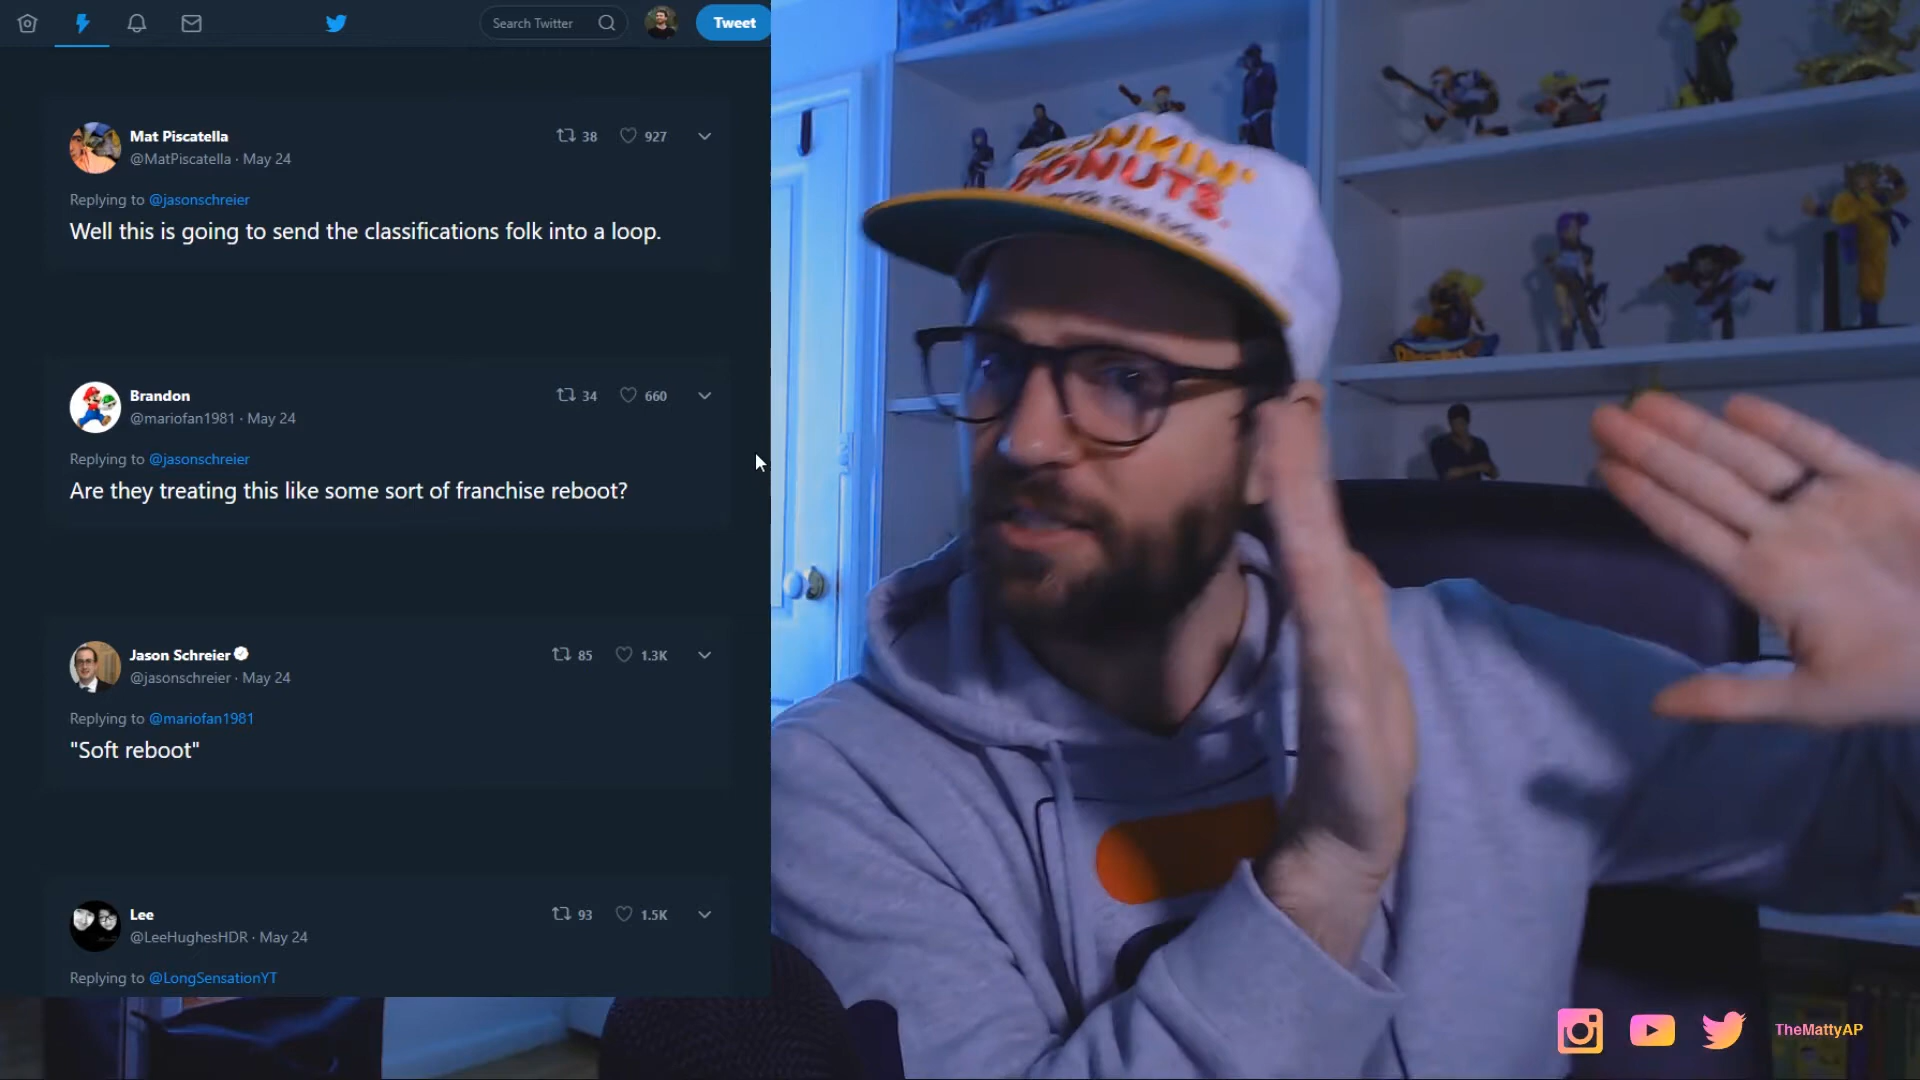 Search Twitter
Tweet
Mat Piscatella
38
927
@MatPiscatella · May 24
Replying to @jasonschreier
Well this is going to send the classifications folk into a loop.
Brandon
34
660
@mariofan1981 · May 24
Replying to @jasonschreier
Are they treating this like some sort of franchise reboot?
Jason Schreier
85
1.3K
@jasonschreier · May 24
Replying to @mariofan1981
"Soft reboot"
Lee
93
1.5K
@LeeHughesHDR · May 24
Replying to @LongSensationYT
DONUTS
TheMattyAP